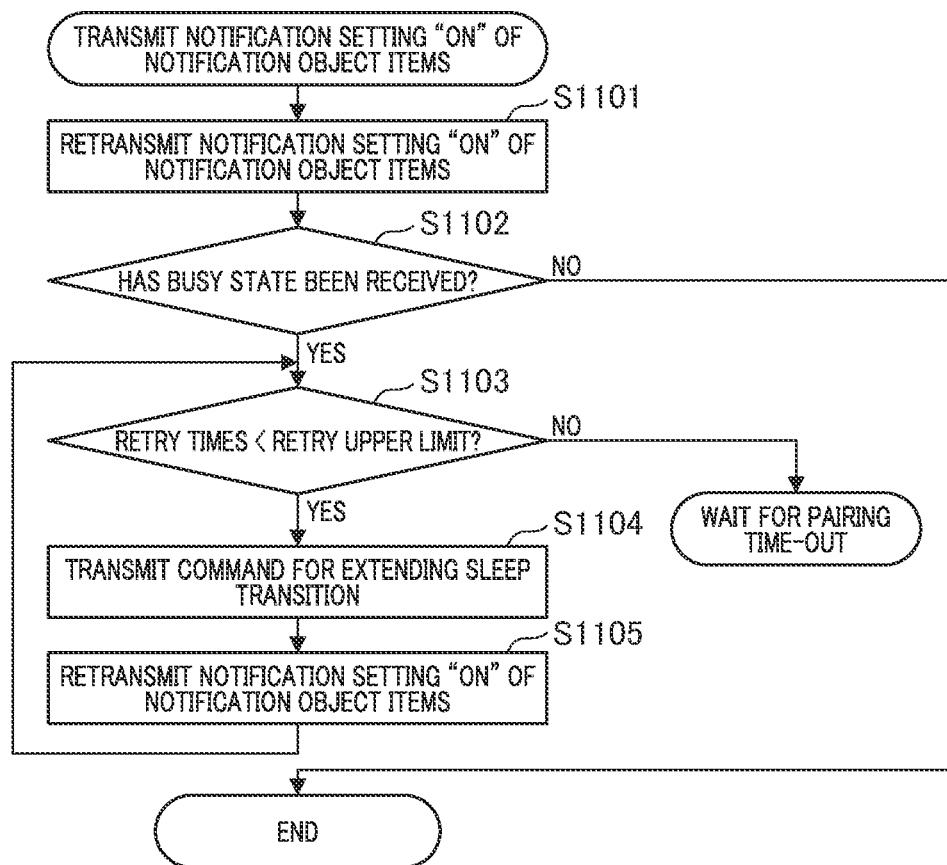 TRANSMIT NOTIFICATION SETTING “ON” OF
NOTIFICATION OBJECT ITEMS
S1101
RETRANSMIT NOTIFICATION SETTING “ON” OF
NOTIFICATION OBJECT ITEMS
S1102
HAS BUSY STATE BEEN RECEIVED?
NO
YES
S1103
RETRY TIMES < RETRY UPPER LIMIT?
NO
YES
WAIT FOR PAIRING
TIME-OUT
S1104
TRANSMIT COMMAND FOR EXTENDING SLEEP
TRANSITION
S1105
RETRANSMIT NOTIFICATION SETTING “ON” OF
NOTIFICATION OBJECT ITEMS
END